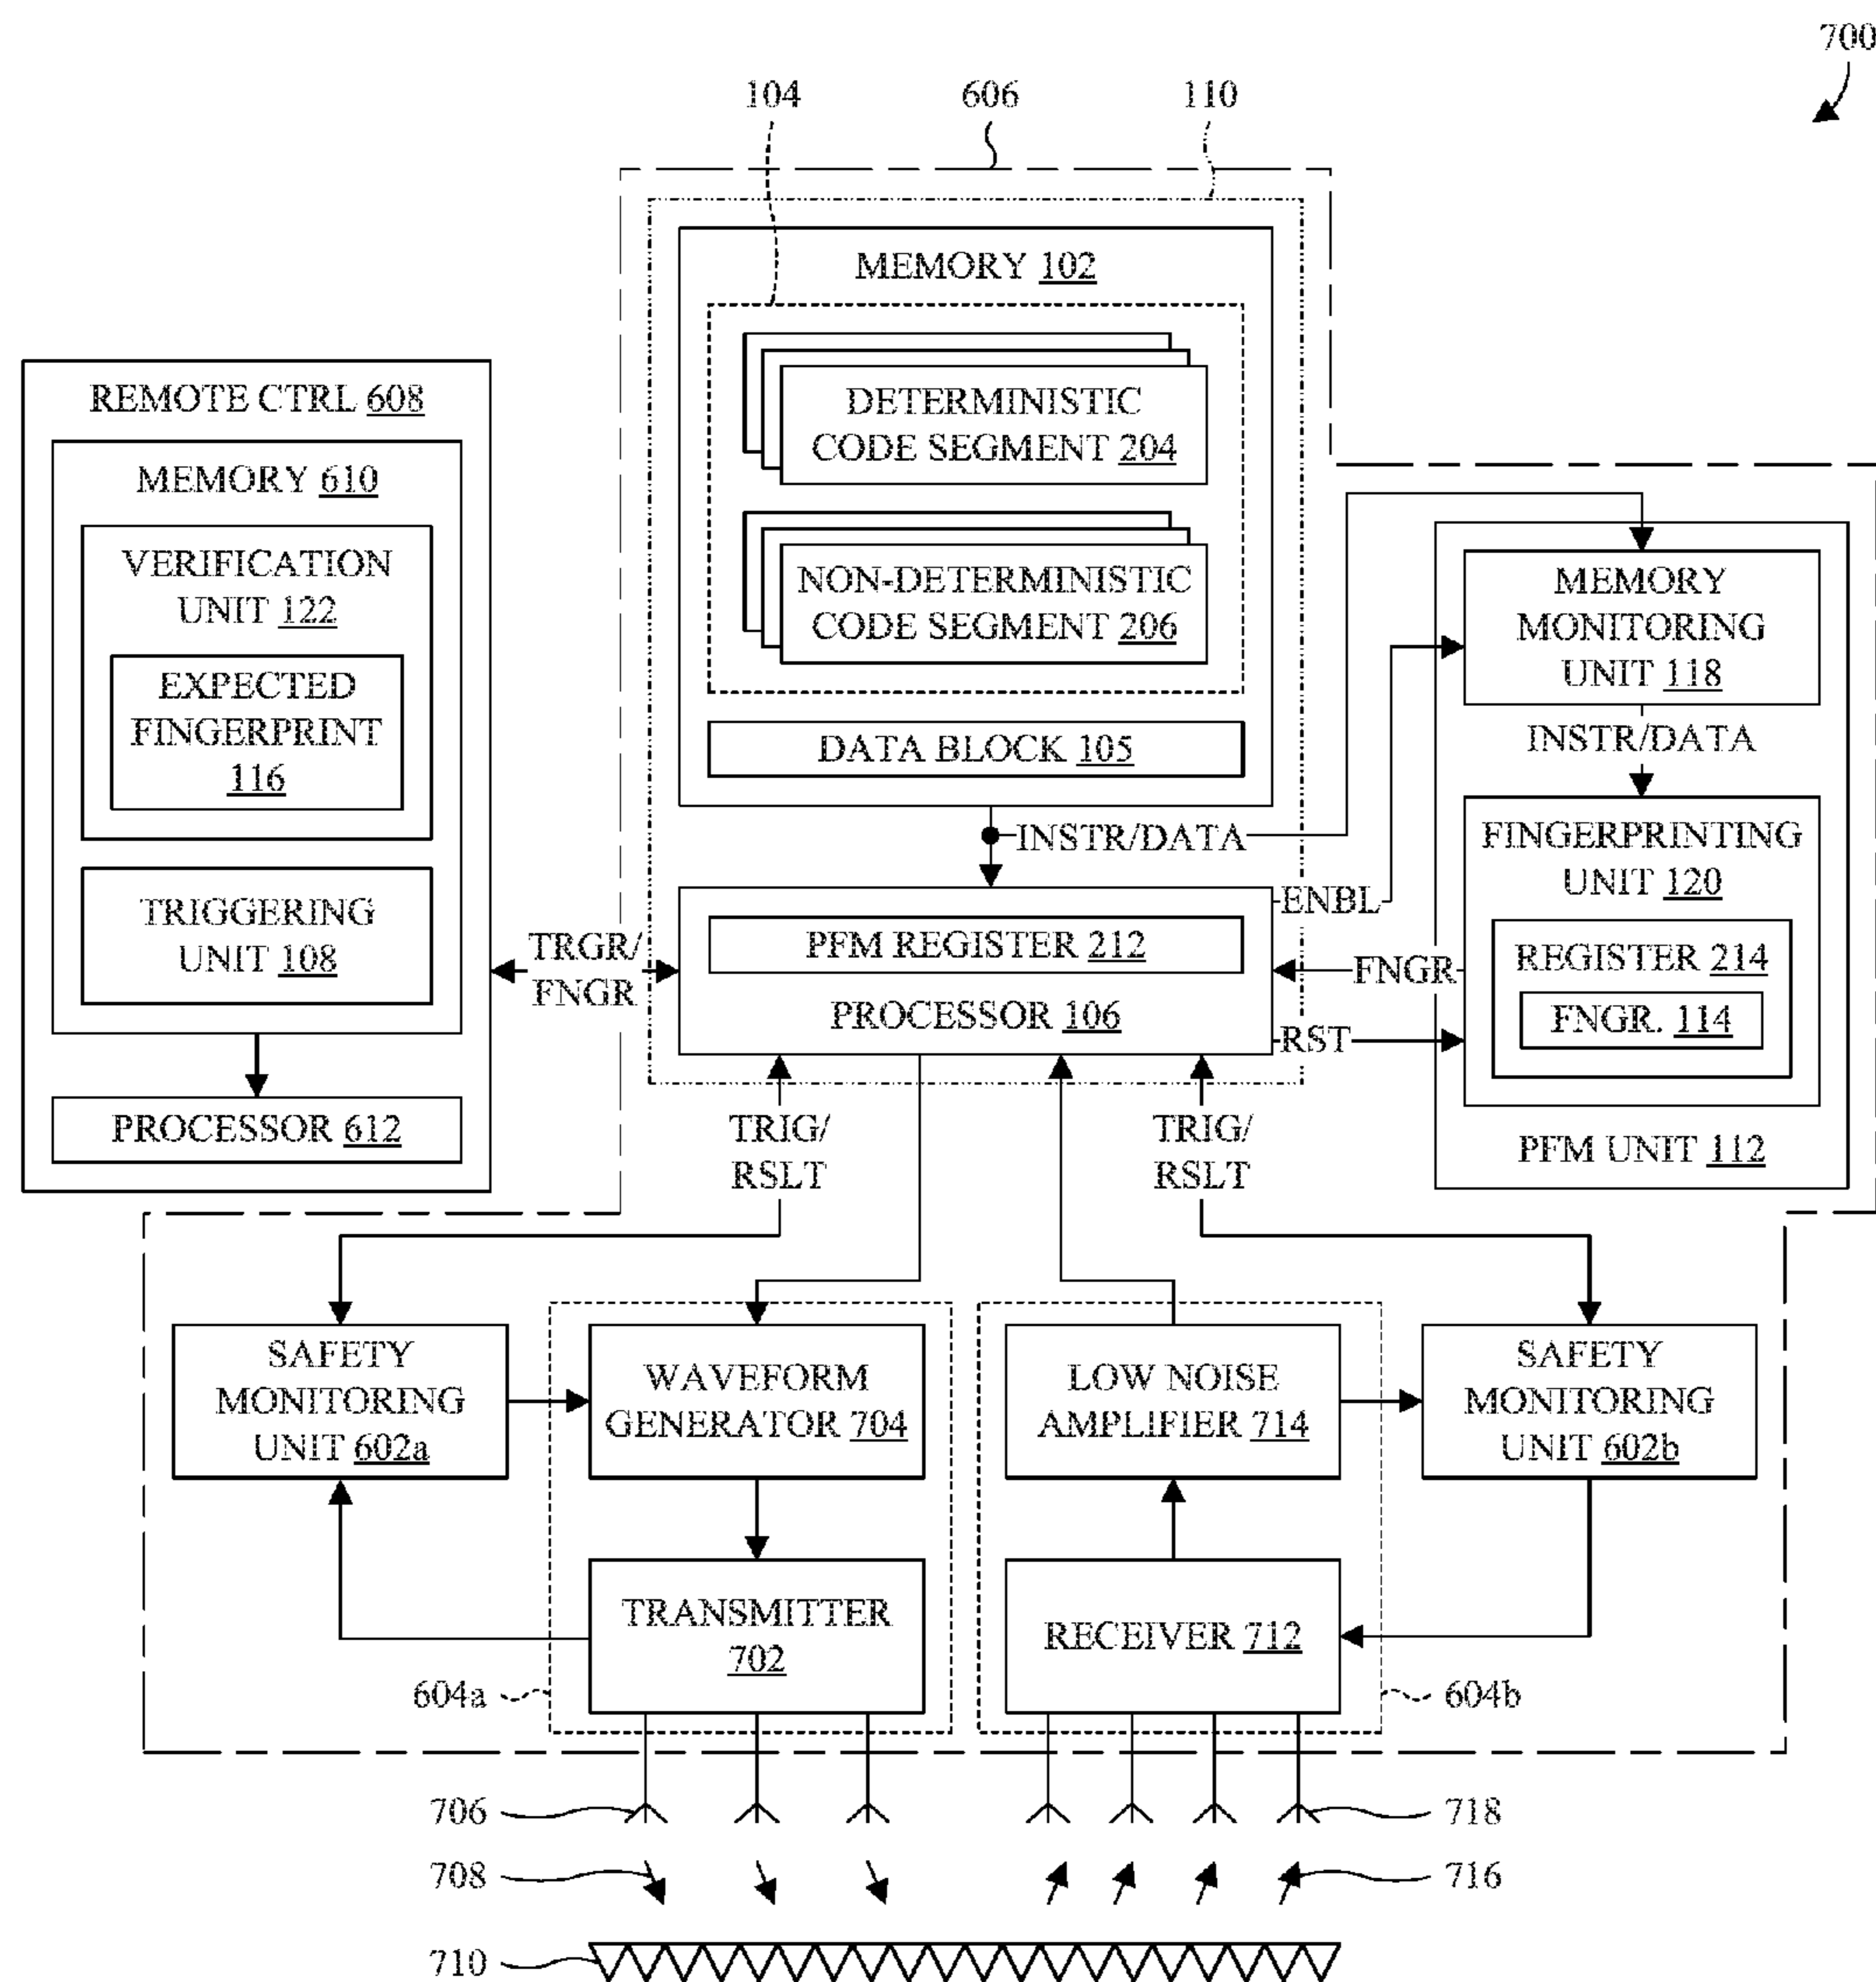 700
104
606
110
MEMORY 102
DETERMINISTIC
CODE SEGMENT 204
NON-DETERMINISTIC
CODE SEGMENT 206
DATA BLOCK 105
INSTR/DATA
REMOTE CTRL 608
MEMORY 610
VERIFICATION
UNIT 122
EXPECTED
FINGERPRINT
116
TRIGGERING
UNIT 108
PROCESSOR 612
TRGR/
FNGR
PFM REGISTER 212
PROCESSOR 106
ENBL
FNGR
RST
MEMORY
MONITORING
UNIT 118
INSTR/DATA
FINGERPRINTING
UNIT 120
REGISTER 214
FNGR. 114
PFM UNIT 112
TRIG/
RSLT
TRIG/
RSLT
SAFETY
MONITORING
UNIT 602a
WAVEFORM
GENERATOR 704
LOW NOISE
AMPLIFIER 714
SAFETY
MONITORING
UNIT 602b
TRANSMITTER
702
RECEIVER 712
604a
604b
706
718
708
716
710